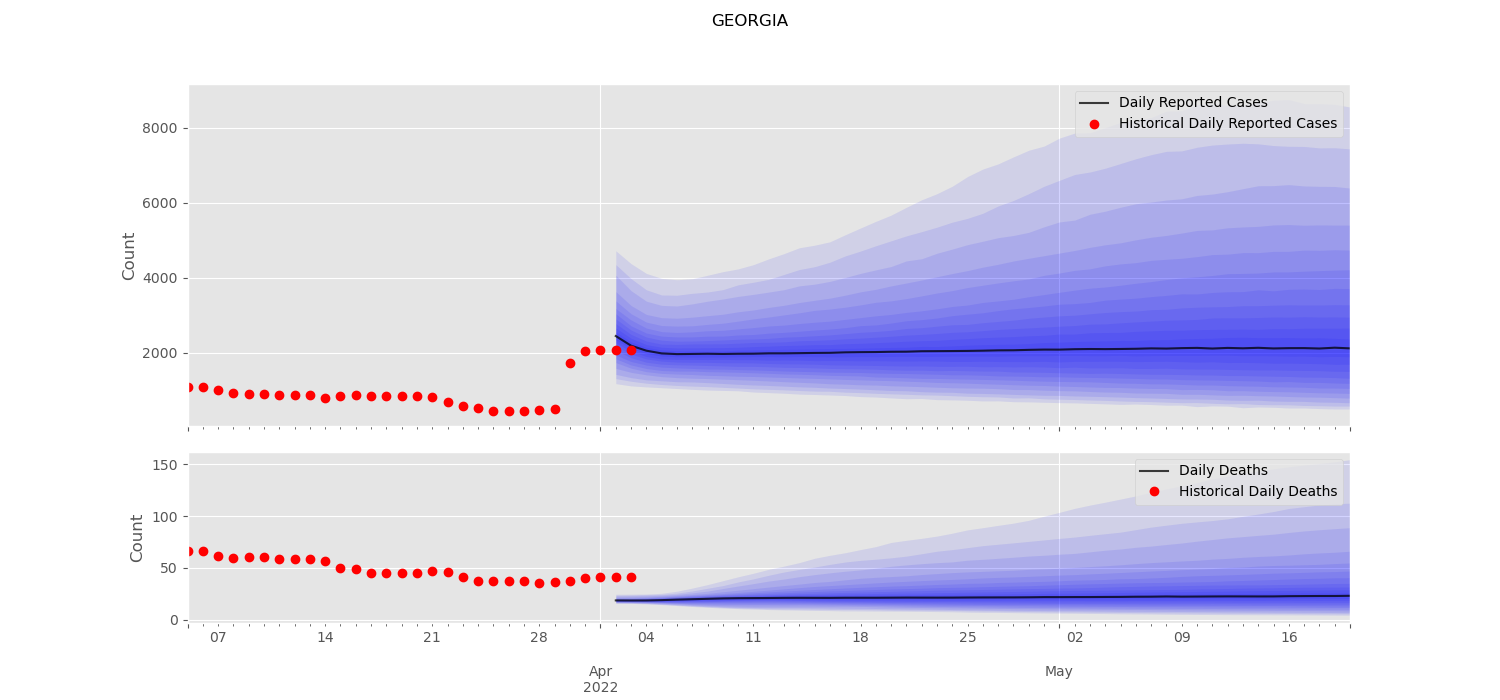 GEORGIA
Daily Reported Cases
Historical Daily Reported Cases
8000
6000
4000
2000
Count
Daily Deaths
Historical Daily Deaths
150
100
50
0
Count
07 14 21 28 04 11 18 25 02 09 16
Apr May
2022